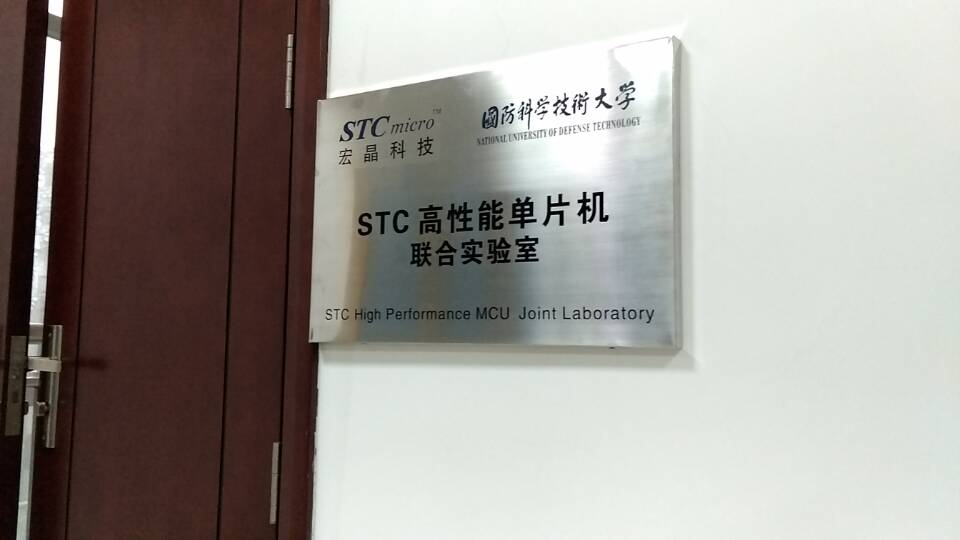 STC micro™
宏晶科技
國防科学技術大学
NATIONAL UNIVERSITY OF DEFENSE TECHNOLOGY
STC 高性能单片机
联合实验室
STC High Performance MCU Joint Laboratory